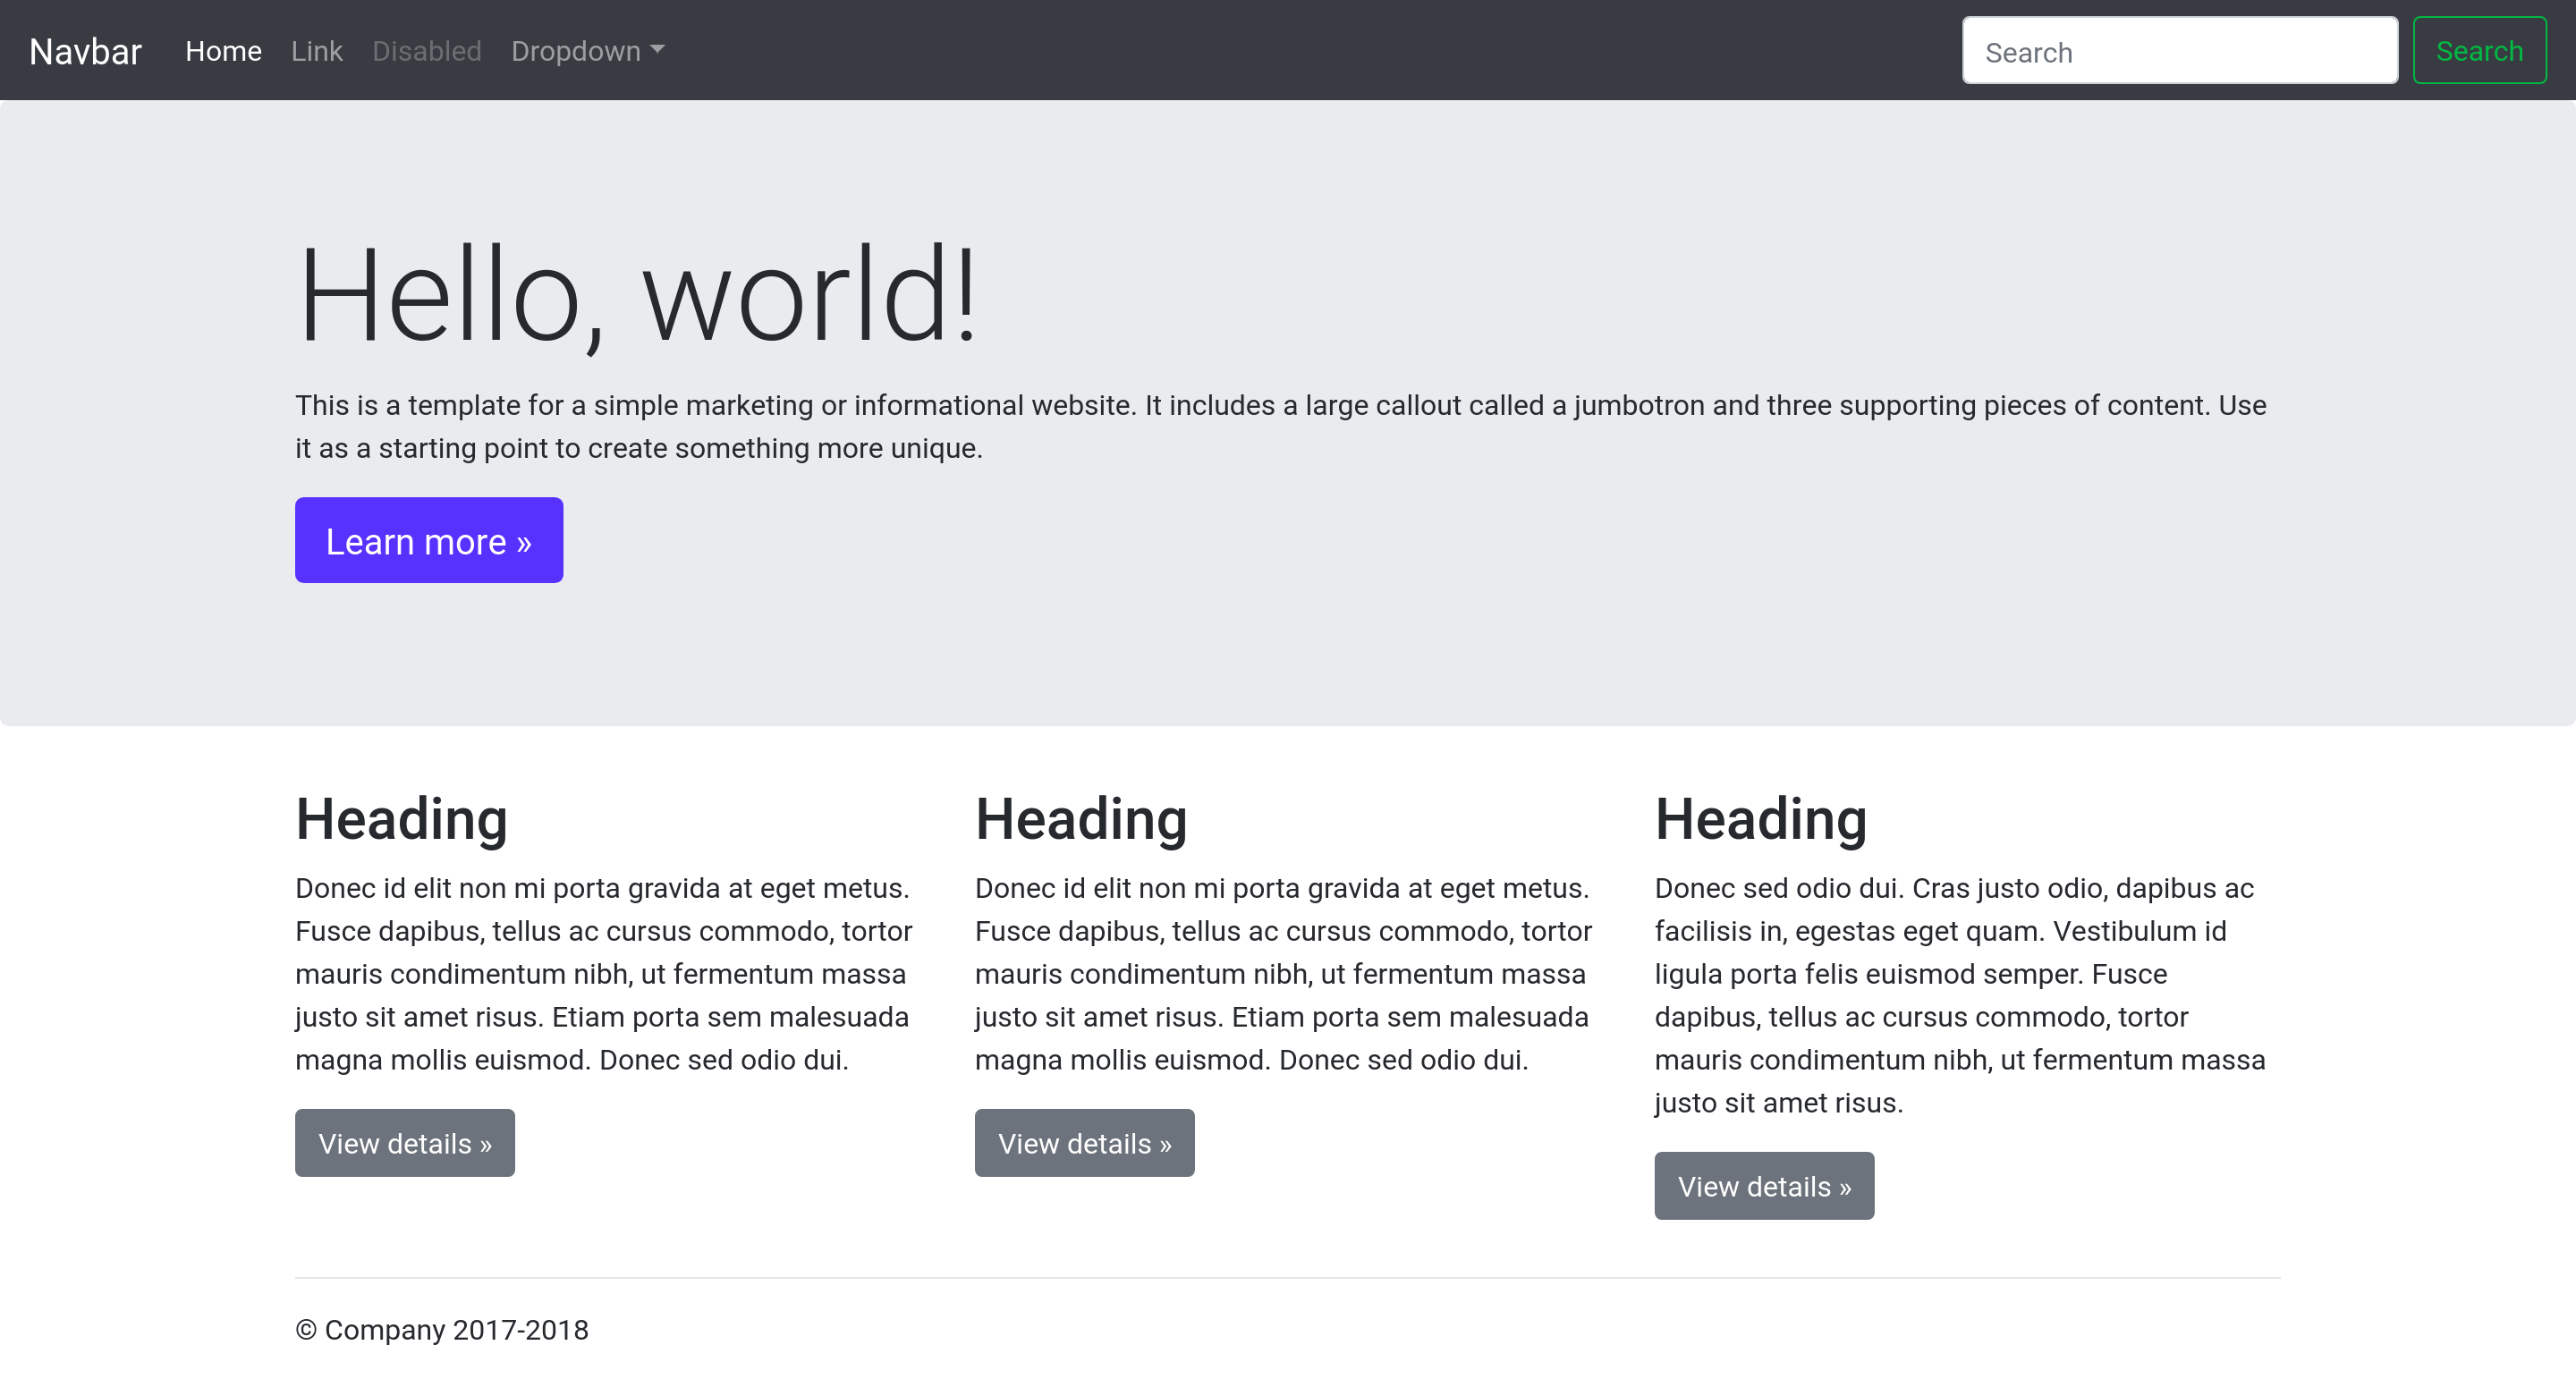 Navbar Home Link Disabled Dropdown Search Search
Hello, world!
This is a template for a simple marketing or informational website. It includes a large callout called a jumbotron and three supporting pieces of content. Use
it as a starting point to create something more unique.
Learn more »
Heading
Donec id elit non mi porta gravida at eget metus.
Fusce dapibus, tellus ac cursus commodo, tortor
mauris condimentum nibh, ut fermentum massa
justo sit amet risus. Etiam porta sem malesuada
magna mollis euismod. Donec sed odio dui.
View details »
Heading
Donec id elit non mi porta gravida at eget metus.
Fusce dapibus, tellus ac cursus commodo, tortor
mauris condimentum nibh, ut fermentum massa
justo sit amet risus. Etiam porta sem malesuada
magna mollis euismod. Donec sed odio dui.
View details »
Heading
Donec sed odio dui. Cras justo odio, dapibus ac
facilisis in, egestas eget quam. Vestibulum id
ligula porta felis euismod semper. Fusce
dapibus, tellus ac cursus commodo, tortor
mauris condimentum nibh, ut fermentum massa
justo sit amet risus.
View details »
© Company 2017-2018